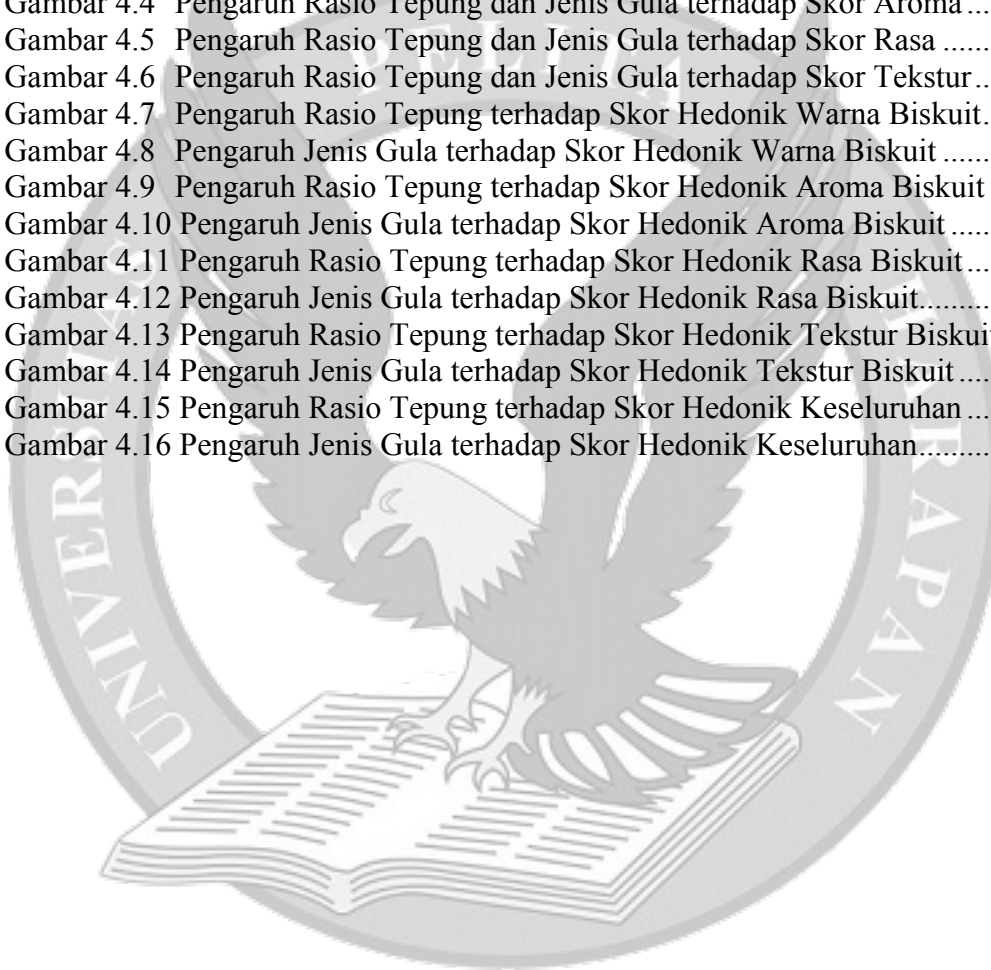 Gambar 4.4 Pengaruh Rasio Tepung dan Jenis Gula terhadap Skor Aroma...
Gambar 4.5 Pengaruh Rasio Tepung dan Jenis Gula terhadap Skor Rasa ......
Gambar 4.6 Pengaruh Rasio Tepung dan Jenis Gula terhadap Skor Tekstur..
Gambar 4.7 Pengaruh Rasio Tepung terhadap Skor Hedonik Warna Biskuit.
Gambar 4.8 Pengaruh Jenis Gula terhadap Skor Hedonik Warna Biskuit ......
Gambar 4.9 Pengaruh Rasio Tepung terhadap Skor Hedonik Aroma Biskuit
Gambar 4.10 Pengaruh Jenis Gula terhadap Skor Hedonik Aroma Biskuit ......
Gambar 4.11 Pengaruh Rasio Tepung terhadap Skor Hedonik Rasa Biskuit...
Gambar 4.12 Pengaruh Jenis Gula terhadap Skor Hedonik Rasa Biskuit.........
Gambar 4.13 Pengaruh Rasio Tepung terhadap Skor Hedonik Tekstur Biskuit
Gambar 4.14 Pengaruh Jenis Gula terhadap Skor Hedonik Tekstur Biskuit ....
Gambar 4.15 Pengaruh Rasio Tepung terhadap Skor Hedonik Keseluruhan ...
Gambar 4.16 Pengaruh Jenis Gula terhadap Skor Hedonik Keseluruhan.........
UNIVERSITAS
PELITA
HARAPAN